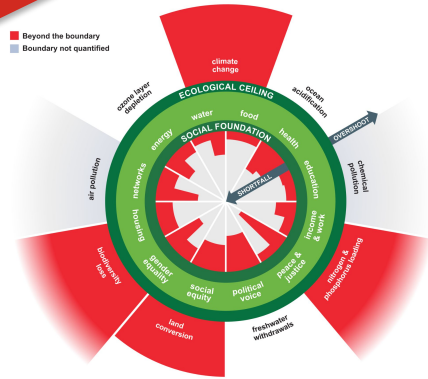 Beyond the boundary
Boundary not quantified
climate
change
ocean
acidification
chemical
pollution
nitrogen &
phosphorus loading
freshwater
withdrawals
land
conversion
biodiversity
loss
air pollution
ozone layer
depletion
ECOLOGICAL CEILING
OVERSHOOT
water
food
health
education
income
& work
peace &
justice
political
voice
social
equity
gender
equality
housing
networks
energy
SOCIAL FOUNDATION
SHORTFALL